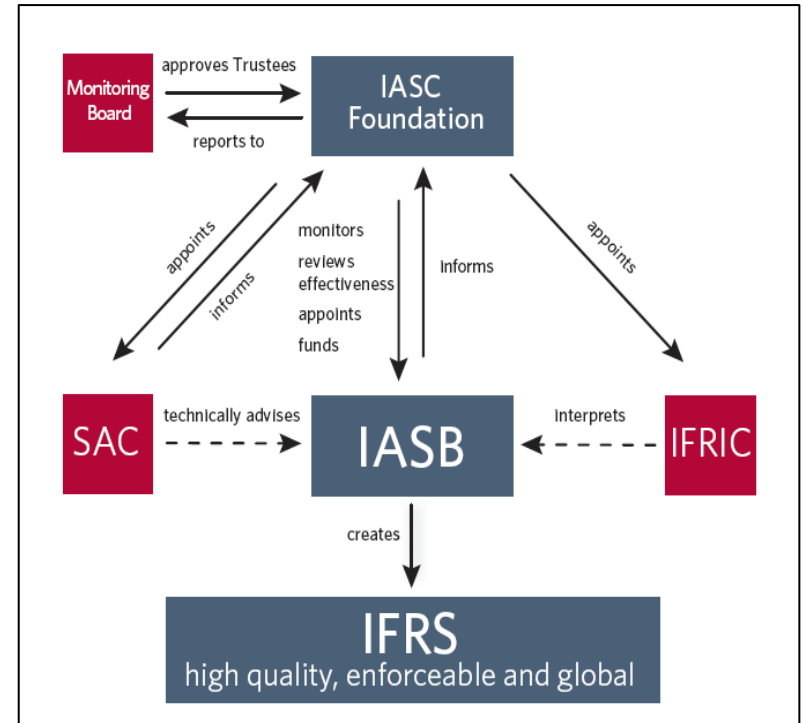 approves Trustees
Monitoring
Board
IASC
Foundation
reports to
appoints
informs
monitors
reviews
effectiveness
appoints
funds
informs
appoints
SAC
technically advises
IASB
interprets
IFRIC
creates
IFRS
high quality, enforceable and global